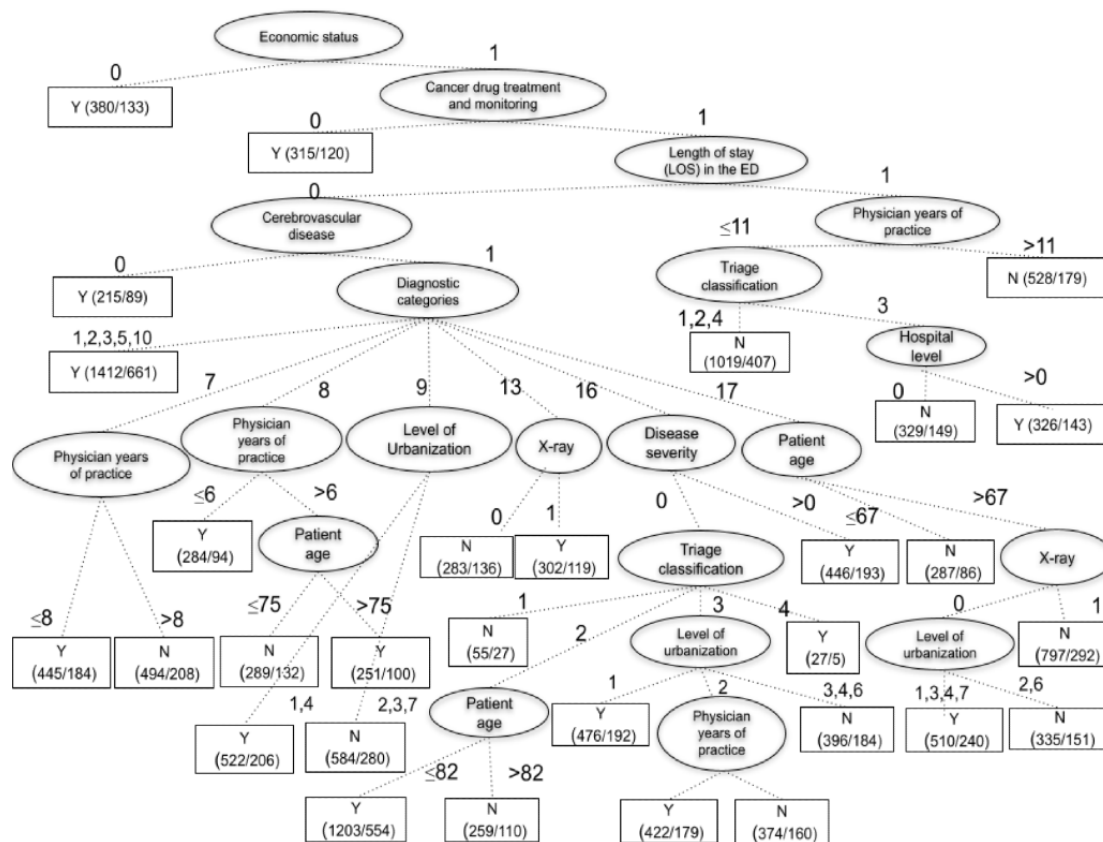 Economic status
0
1
Y (380/133)
Cancer drug treatment
and monitoring
0
1
Y (315/120)
Length of stay
(LOS) in the ED
0
1
Cerebrovascular
disease
Physician years of
practice
≤11
>11
0
1
Triage
classification
N (528/179)
Y (215/89)
Diagnostic
categories
1,2,4
3
N
(1019/407)
Hospital
level
1,2,3,5,10
Y (1412/661)
0
>0
N
(329/149)
Y (326/143)
7
8
9
13
16
17
Physician years
of practice
Physician
years of
practice
Level of
Urbanization
X-ray
Disease
severity
Patient
age
≤6
>6
0
1
0
>0
≤67
>67
Y
(284/94)
Patient
age
N
(283/136)
Y
(302/119)
Triage
classification
Y
(446/193)
N
(287/86)
X-ray
≤8
>8
≤75
>75
1
2
3
4
0
1
Y
(445/184)
N
(494/208)
N
(289/132)
Y
(251/100)
N
(55/27)
Level of
urbanization
Y
(27/5)
Level of
urbanization
N
(797/292)
1,4
2,3,7
Patient
age
1
2
3,4,6
1,3,4,7
2,6
Y
(522/206)
N
(584/280)
Y
(476/192)
Physician
years of
practice
N
(396/184)
Y
(510/240)
N
(335/151)
≤82
>82
Y
(1203/554)
N
(259/110)
Y
(422/179)
N
(374/160)